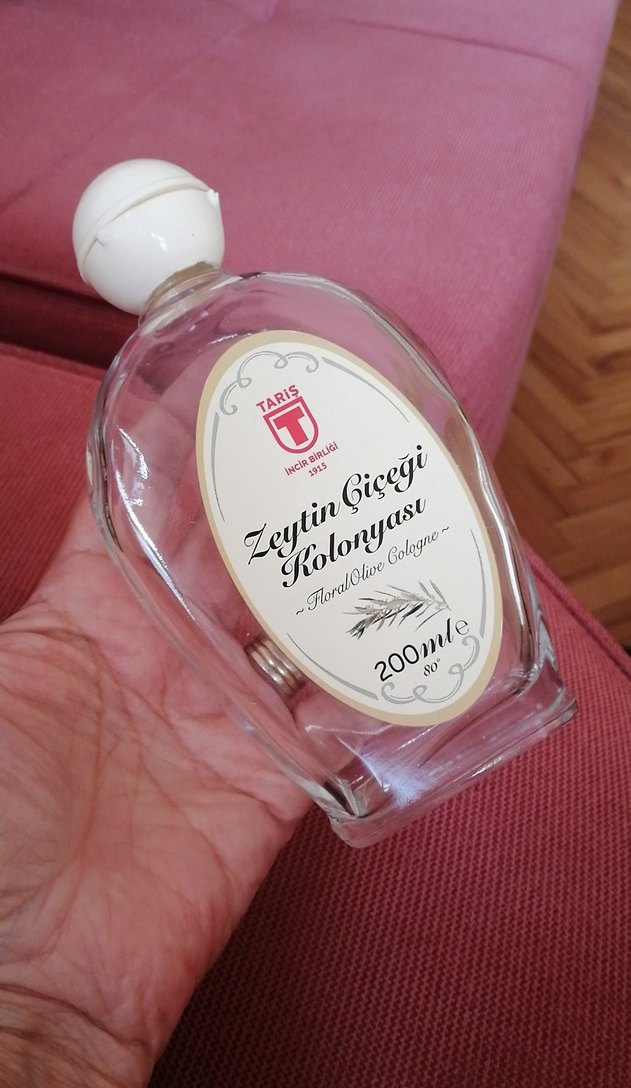 TARİŞ
T
İNCİR BİRLİĞİ
1915
Zeytin Çiçeği
Kolonyası
~ Floral Olive Cologne ~
200ml e
80°